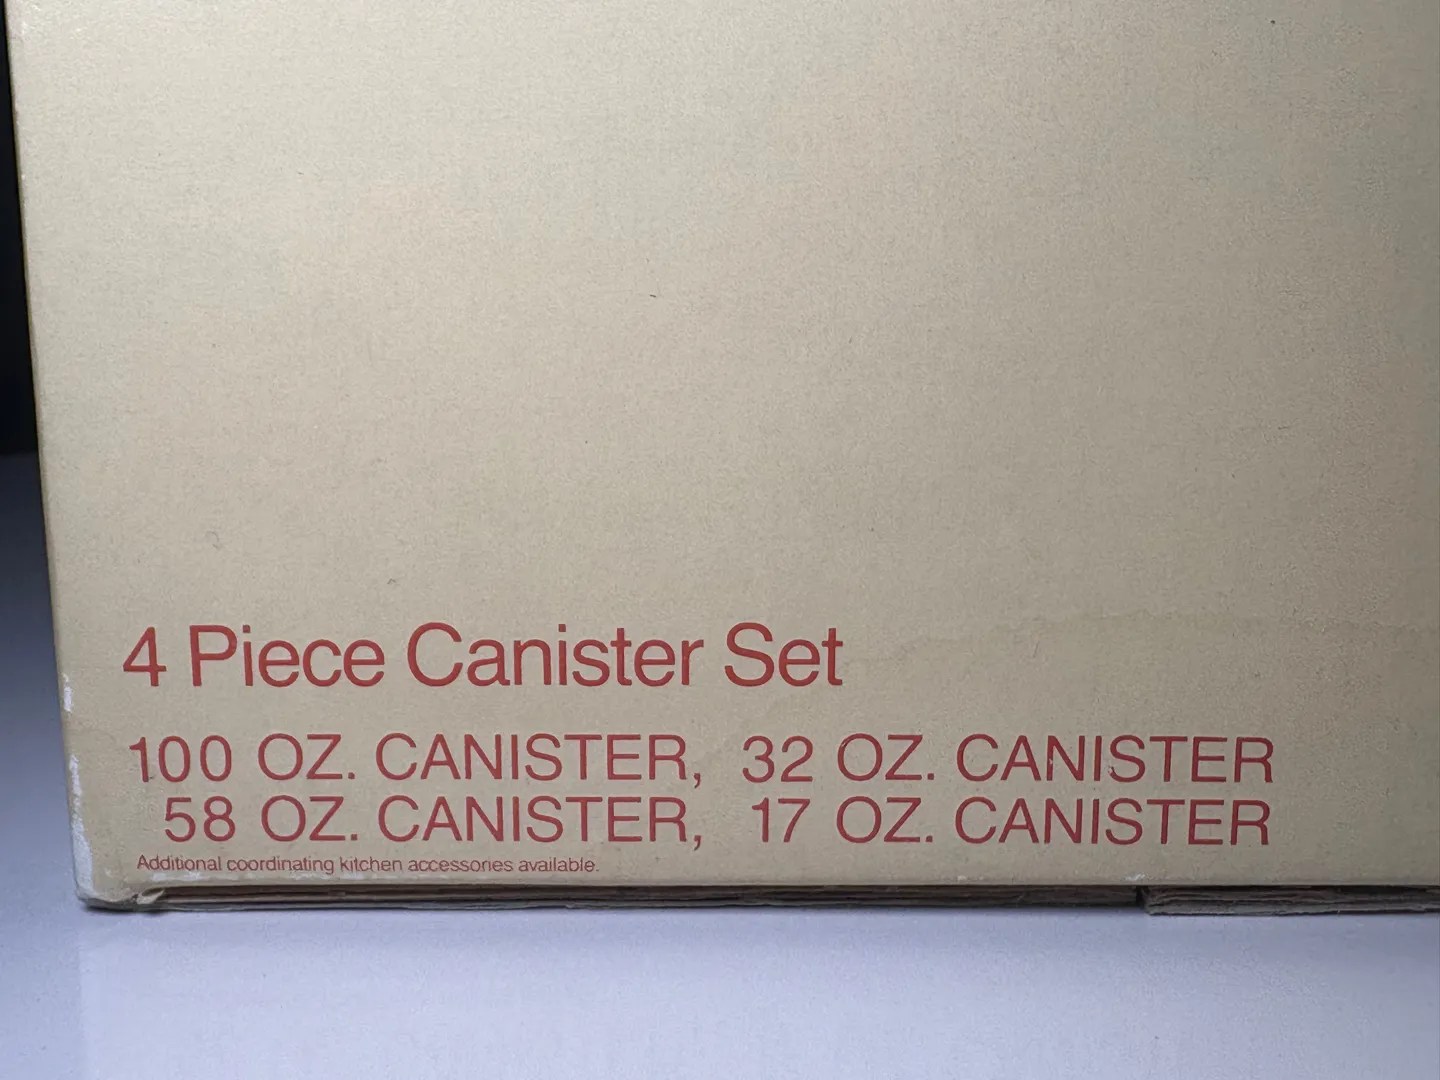 4 Piece Canister Set
100 OZ. CANISTER, 32 OZ. CANISTER
58 OZ. CANISTER, 17 OZ. CANISTER
Additional coordinating kitchen accessories available.